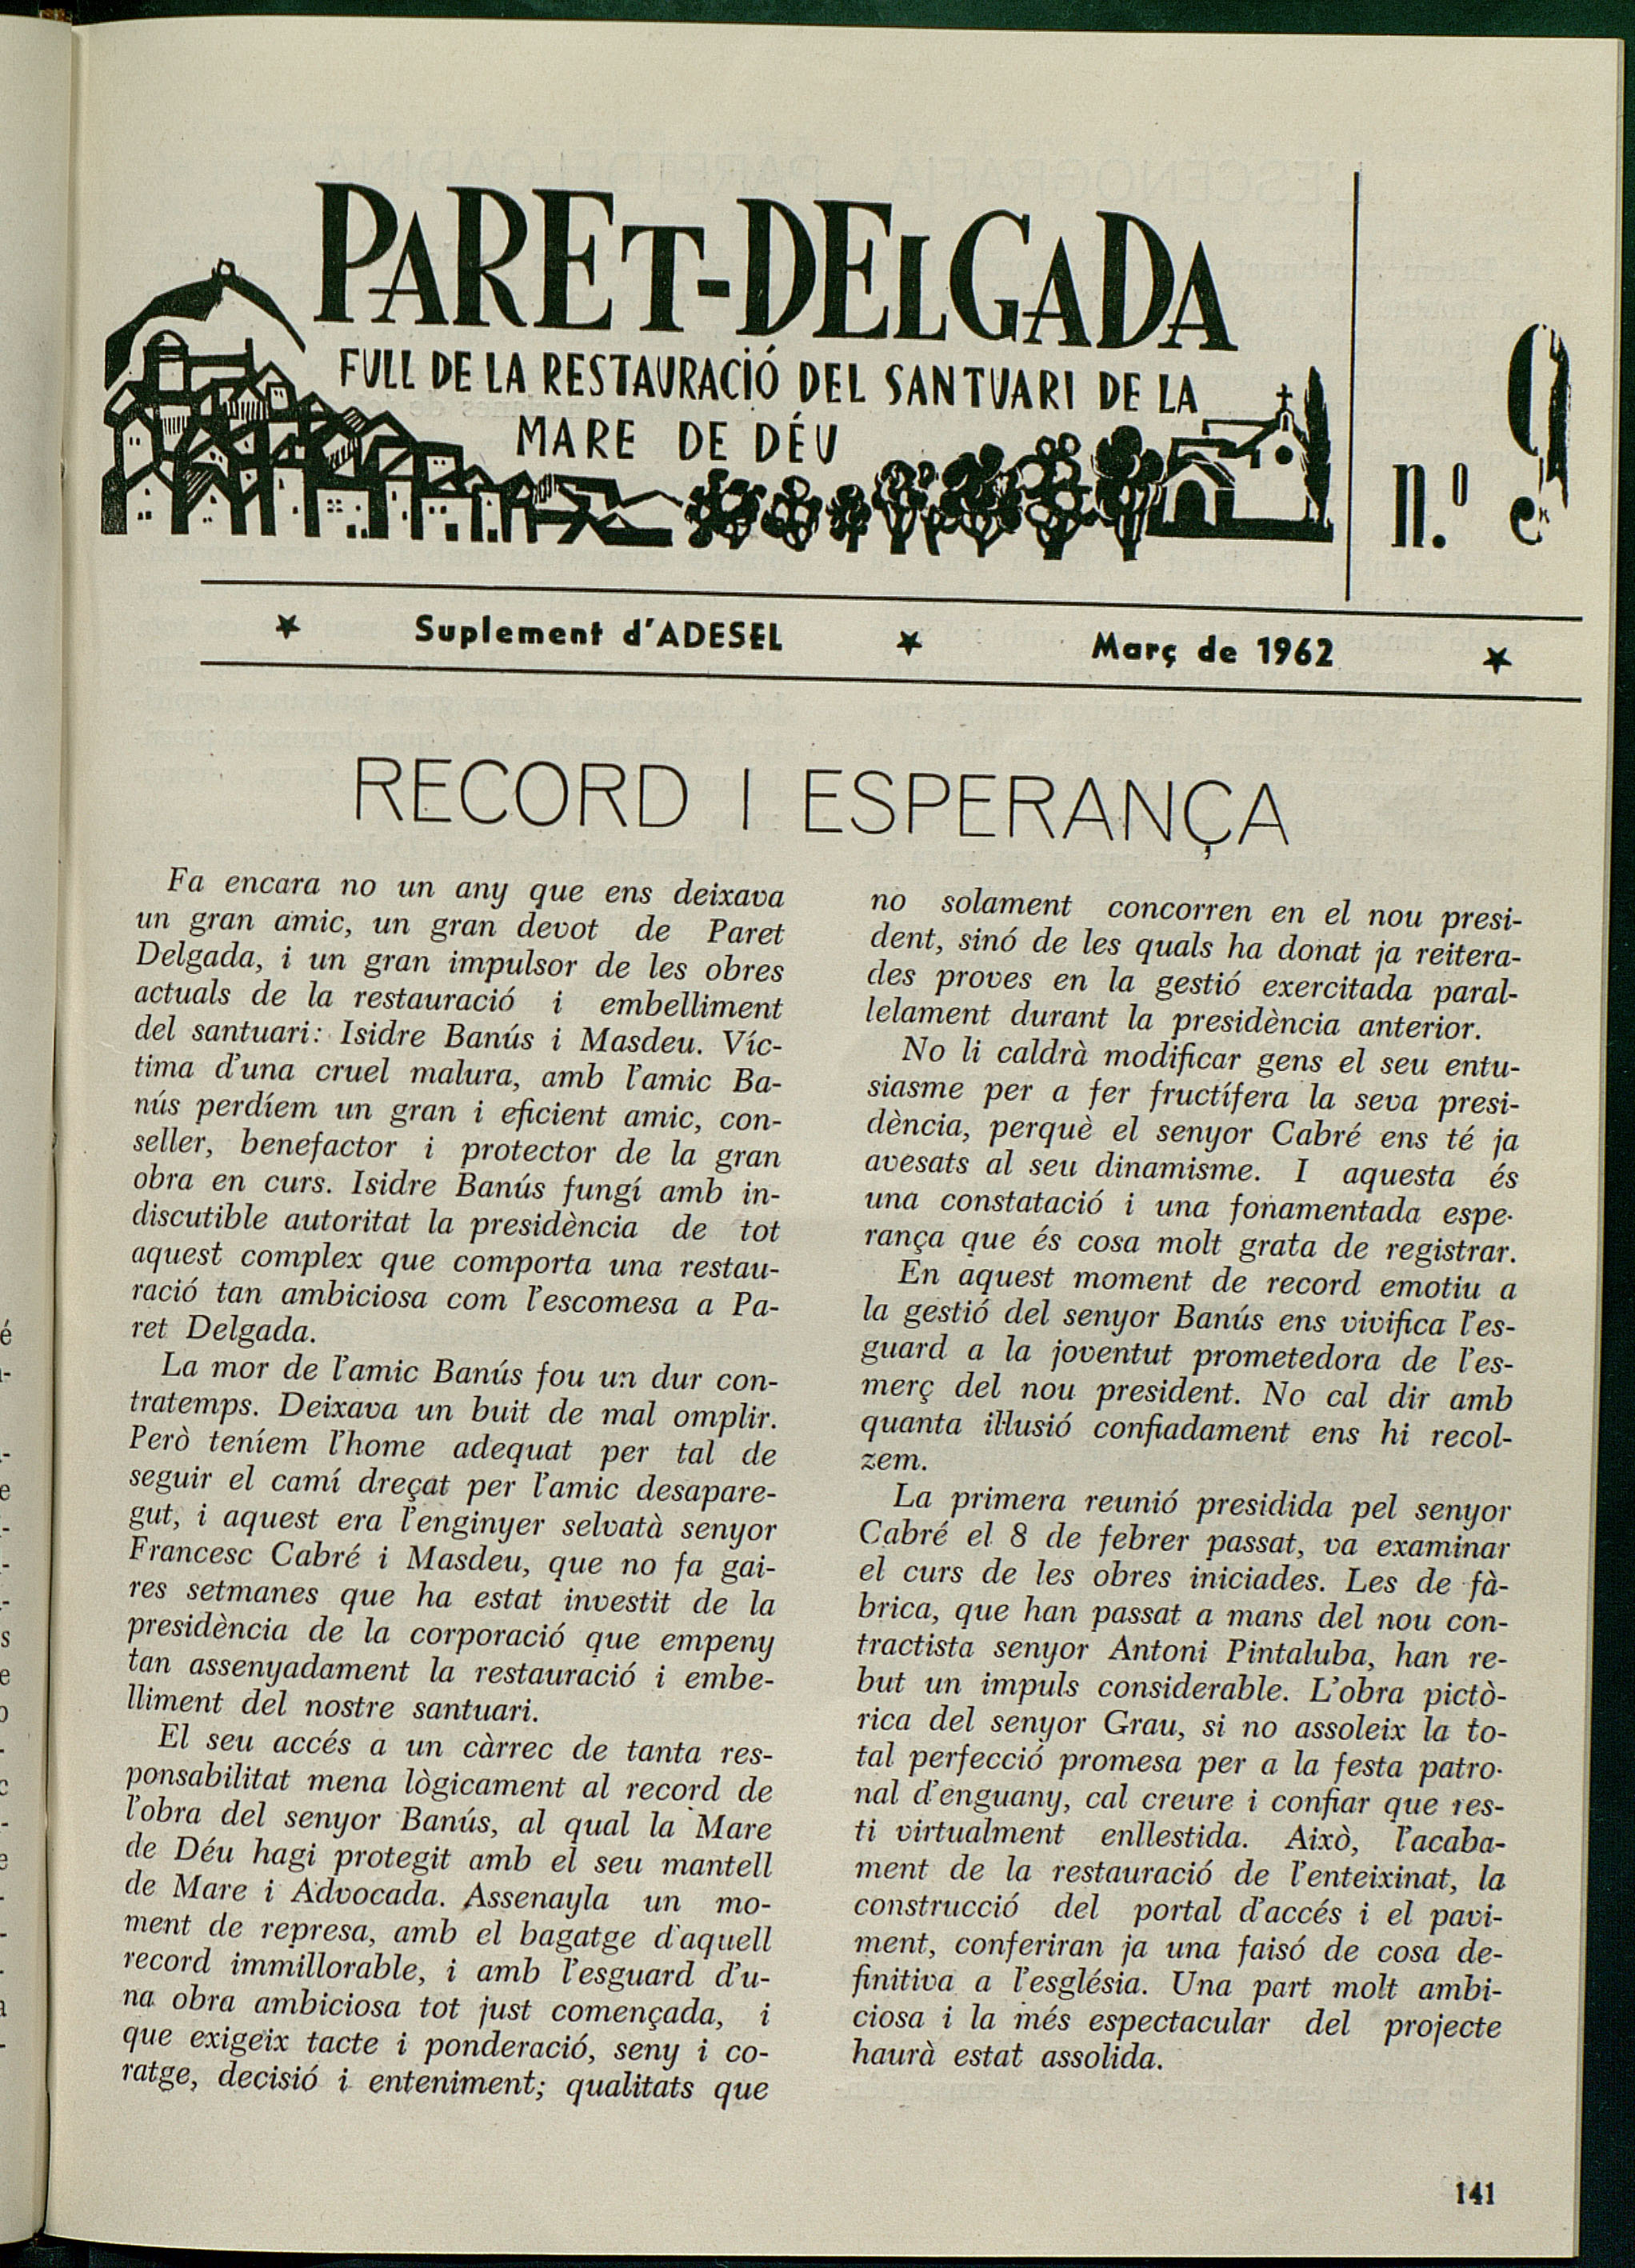 PARET-DELGADA
FULL DE LA RESTAURACIÓ DEL SANTUARI DE LA
MARE DE DÉU
n.º 9
Suplement d'ADESEL
Març de 1962
RECORD I ESPERANÇA
Fa encara no un any que ens deixava
un gran amic, un gran devot de Paret
Delgada, i un gran impulsor de les obres
actuals de la restauració i embelliment
del santuari: Isidre Banús i Masdeu. Víc-
tima d'una cruel malura, amb l'amic Ba-
nús perdíem un gran i eficient amic, con-
seller, benefactor i protector de la gran
obra en curs. Isidre Banús fungí amb in-
discutible autoritat la presidència de tot
aquest complex que comporta una restau-
ració tan ambiciosa com l'escomesa a Pa-
ret Delgada.
La mor de l'amic Banús fou un dur con-
tratemps. Deixava un buit de mal omplir.
Però teníem l'home adequat per tal de
seguir el camí dreçat per l'amic desapare-
gut, i aquest era l'enginyer selvatà senyor
Francesc Cabré i Masdeu, que no fa gai-
res setmanes que ha estat investit de la
presidència de la corporació que empeny
tan assenyadament la restauració i embe-
lliment del nostre santuari.
El seu accés a un càrrec de tanta res-
ponsabilitat mena lògicament al record de
l'obra del senyor Banús, al qual la Mare
de Déu hagi protegit amb el seu mantell
de Mare i Advocada. Assenayla un mo-
ment de represa, amb el bagatge d'aquell
record immillorable, i amb l'esguard d'u-
na obra ambiciosa tot just començada, i
que exigeix tacte i ponderació, seny i co-
ratge, decisió i enteniment; qualitats que
no solament concorren en el nou presi-
dent, sinó de les quals ha donat ja reitera-
des proves en la gestió exercitada paral-
lelament durant la presidència anterior.
No li caldrà modificar gens el seu entu-
siasme per a fer fructífera la seva presi-
dència, perquè el senyor Cabré ens té ja
avesats al seu dinamisme. I aquesta és
una constatació i una fonamentada espe-
rança que és cosa molt grata de registrar.
En aquest moment de record emotiu a
la gestió del senyor Banús ens vivifica l'es-
guard a la joventut prometedora de l'es-
merç del nou president. No cal dir amb
quanta il·lusió confiadament ens hi recol-
zem.
La primera reunió presidida pel senyor
Cabré el 8 de febrer passat, va examinar
el curs de les obres iniciades. Les de fà-
brica, que han passat a mans del nou con-
tractista senyor Antoni Pintaluba, han re-
but un impuls considerable. L'obra pictò-
rica del senyor Grau, si no assoleix la to-
tal perfecció promesa per a la festa patro-
nal d'enguany, cal creure i confiar que res-
ti virtualment enllestida. Això, l'acaba-
ment de la restauració de l'enteixinat, la
construcció del portal d'accés i el pavi-
ment, conferiran ja una faisó de cosa de-
finitiva a l'església. Una part molt ambi-
ciosa i la més espectacular del projecte
haurà estat assolida.
141